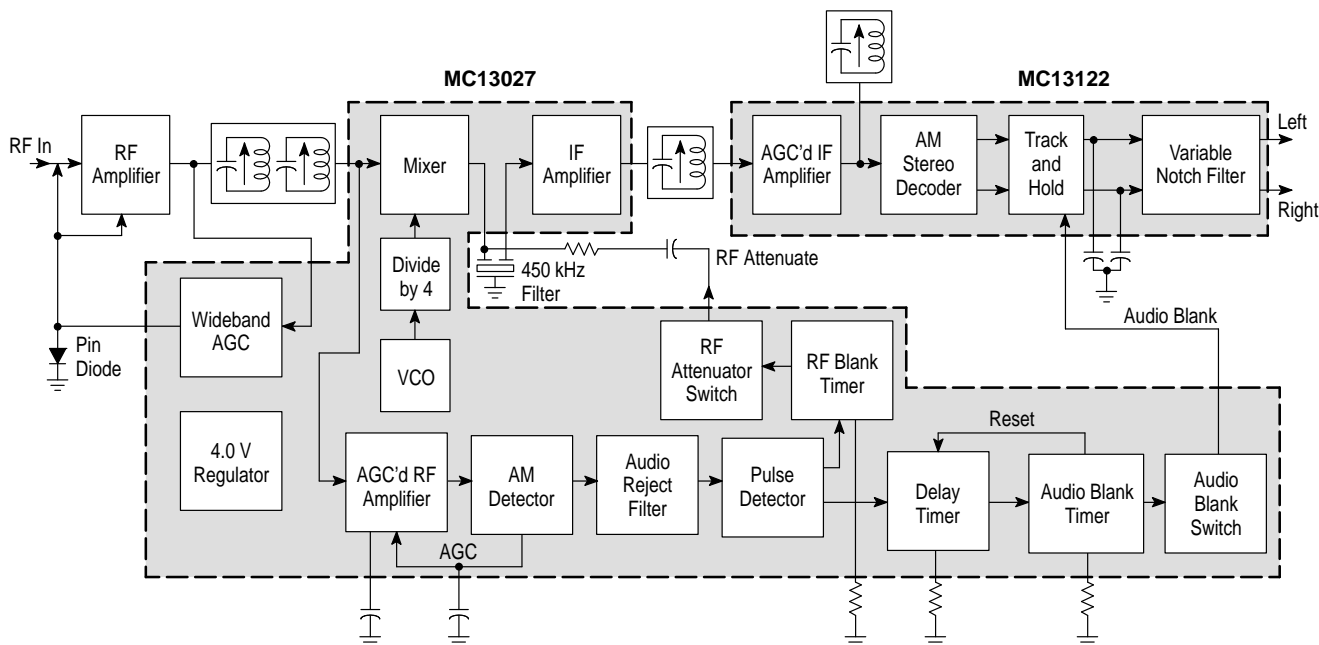 MC13027
MC13122
RF In
RF
Amplifier
Mixer
IF
Amplifier
AGC’d IF
Amplifier
AM
Stereo
Decoder
Track
and
Hold
Variable
Notch Filter
Left
Right
Wideband
AGC
Pin
Diode
Divide
by 4
450 kHz
Filter
RF Attenuate
VCO
RF
Attenuator
Switch
RF Blank
Timer
Audio Blank
4.0 V
Regulator
AGC’d RF
Amplifier
AM
Detector
AGC
Audio
Reject
Filter
Pulse
Detector
Reset
Delay
Timer
Audio Blank
Timer
Audio
Blank
Switch